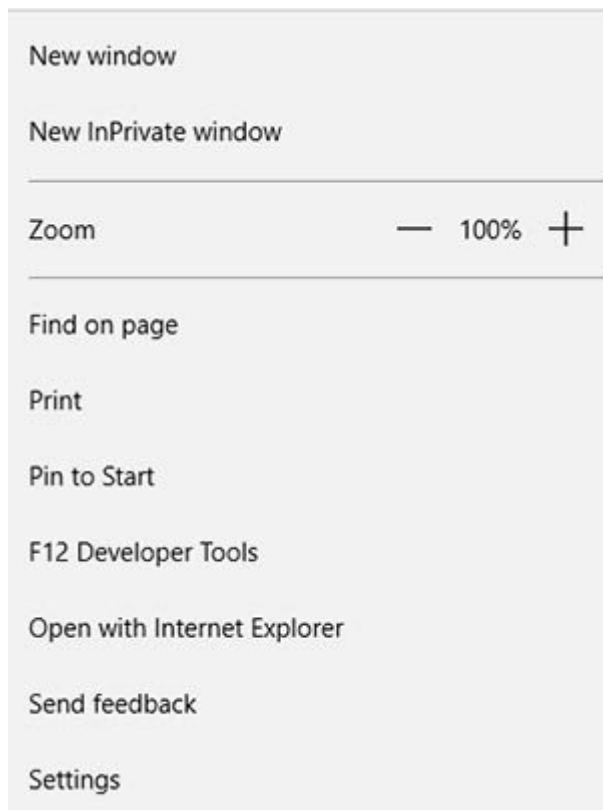 New window
New InPrivate window
Zoom — 100% +
Find on page
Print
Pin to Start
F12 Developer Tools
Open with Internet Explorer
Send feedback
Settings